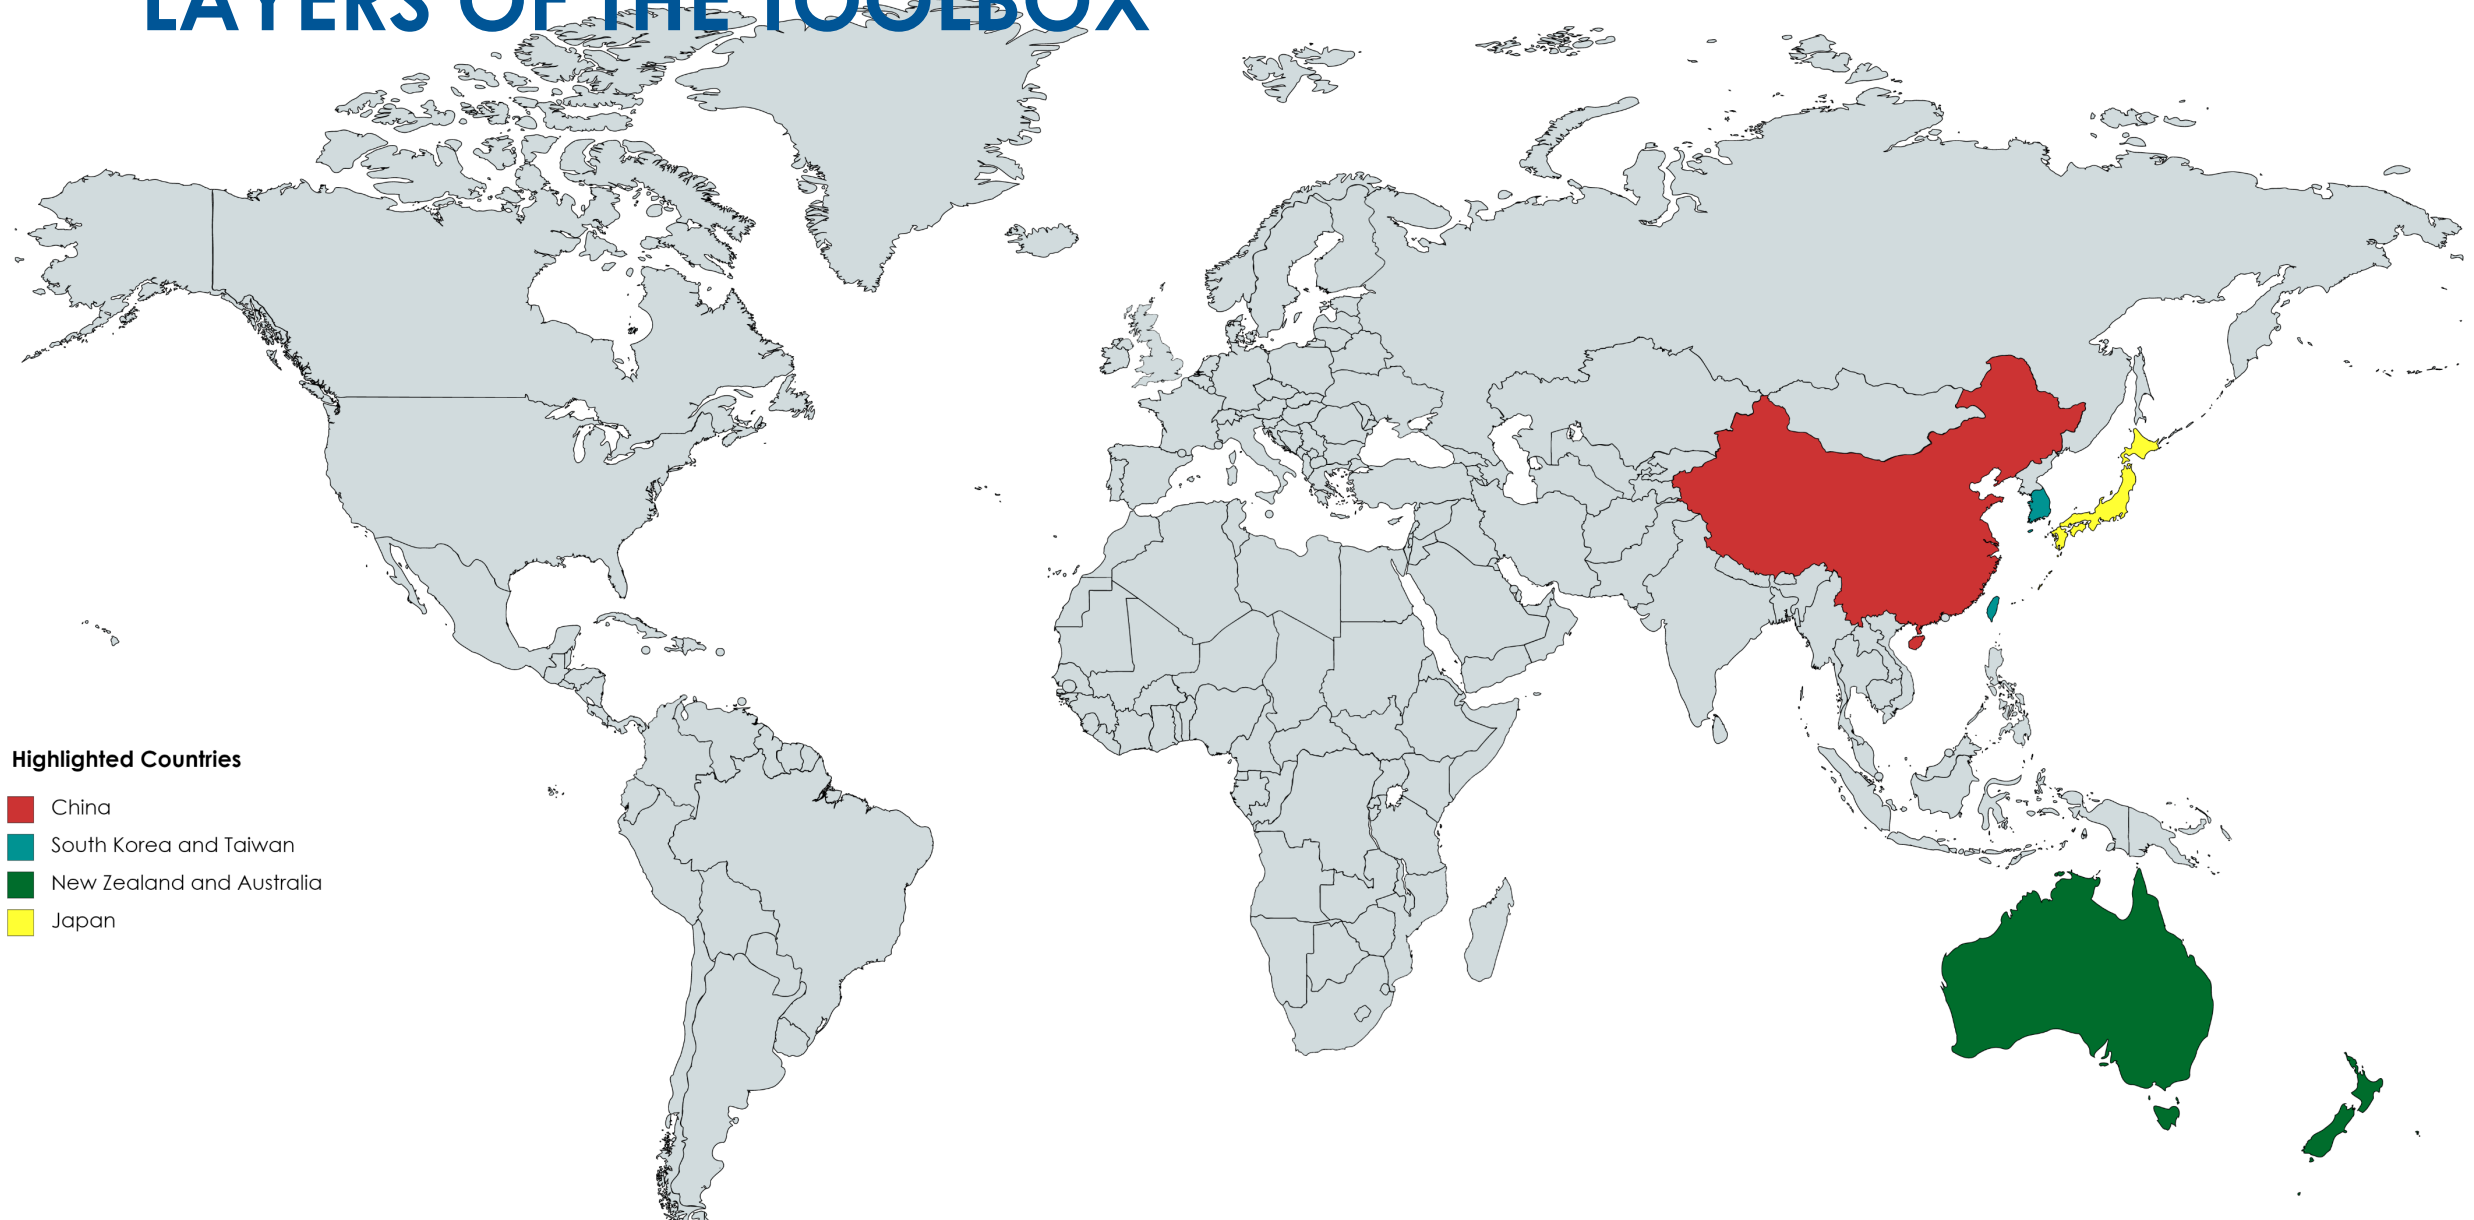 LAYERS OF THE TOOLBOX
Highlighted Countries
China
South Korea and Taiwan
New Zealand and Australia
Japan